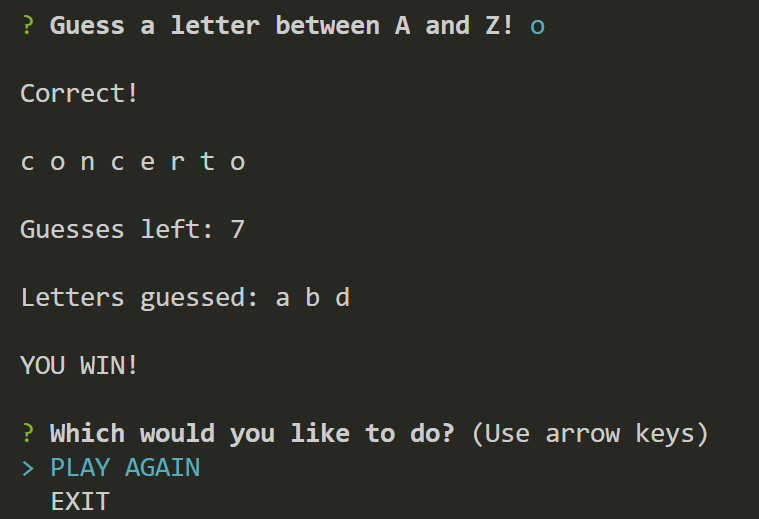 ? Guess a letter between A and Z! o
Correct!
c o n c e r t o
Guesses left: 7
Letters guessed: a b d
YOU WIN!
? Which would you like to do? (Use arrow keys)
> PLAY AGAIN
EXIT